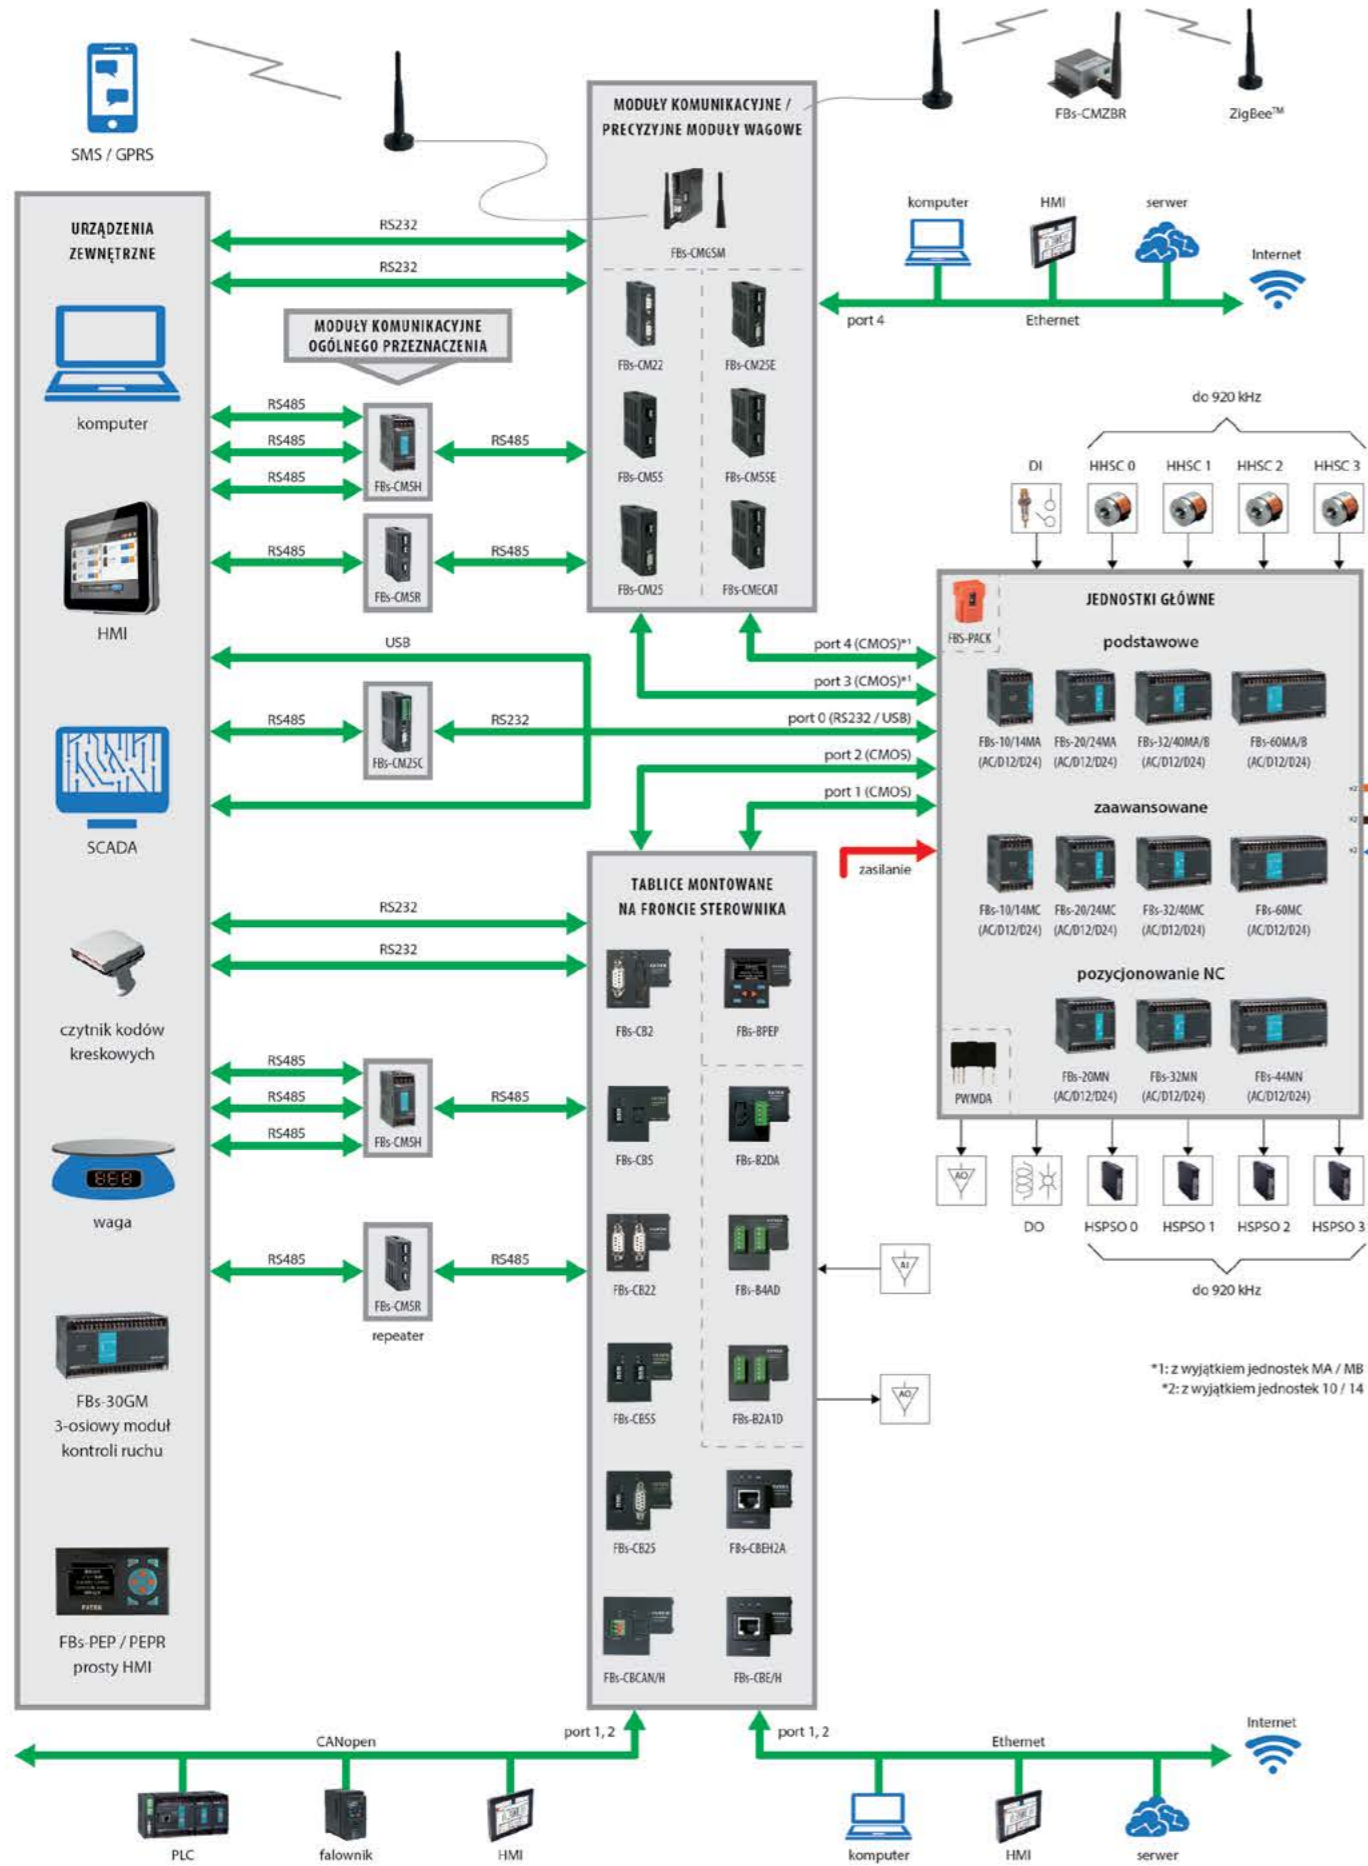 SMS / GPRS
FBs-CMZBR
ZigBee™
MODUŁY KOMUNIKACYJNE /
PRECYZYJNE MODUŁY WAGOWE
FBs-CMGSM
FBs-CM22
FBs-CM25E
FBs-CM55
FBs-CM55E
FBs-CM25
FBs-CMECAT
komputer
HMI
serwer
Internet
port 4
Ethernet
URZĄDZENIA
ZEWNĘTRZNE
komputer
HMI
SCADA
czytnik kodów
kreskowych
waga
FBs-30GM
3-osiowy moduł
kontroli ruchu
FBs-PEP / PEPR
prosty HMI
RS232
RS232
MODUŁY KOMUNIKACYJNE
OGÓLNEGO PRZEZNACZENIA
RS485
RS485
RS485
RS485
FBs-CM5H
RS485
RS485
FBs-CM5R
USB
RS485
RS232
FBs-CM25C
port 4 (CMOS)*1
port 3 (CMOS)*1
port 0 (RS232 / USB)
port 2 (CMOS)
port 1 (CMOS)
zasilanie
do 920 kHz
DI
HHSC 0
HHSC 1
HHSC 2
HHSC 3
JEDNOSTKI GŁÓWNE
FBS-PACK
podstawowe
FBs-10/14MA
FBs-20/24MA
FBs-32/40MA/B
FBs-60MA/B
(AC/D12/D24)
(AC/D12/D24)
(AC/D12/D24)
(AC/D12/D24)
*2
*2
*2
zaawansowane
FBs-10/14MC
FBs-20/24MC
FBs-32/40MC
FBs-60MC
(AC/D12/D24)
(AC/D12/D24)
(AC/D12/D24)
(AC/D12/D24)
pozycjonowanie NC
PWMDA
FBs-20MN
FBs-32MN
FBs-44MN
(AC/D12/D24)
(AC/D12/D24)
(AC/D12/D24)
AO
DO
HSPSO 0
HSPSO 1
HSPSO 2
HSPSO 3
do 920 kHz
*1: z wyjątkiem jednostek MA / MB
*2: z wyjątkiem jednostek 10 / 14
TABLICE MONTOWANE
NA FRONCIE STEROWNIKA
RS232
RS232
FBs-CB2
FBs-BPEP
RS485
RS485
RS485
RS485
FBs-CM5H
FBs-CB5
FBs-B2DA
RS485
RS485
FBs-CM5R
repeater
FBs-CB22
FBs-B4AD
AI
FBs-CB55
FBs-B2A1D
AO
FBs-CB25
FBs-CBEH2A
FBs-CBCAN/H
FBs-CBE/H
port 1, 2
port 1, 2
CANopen
Ethernet
Internet
PLC
falownik
HMI
komputer
HMI
serwer